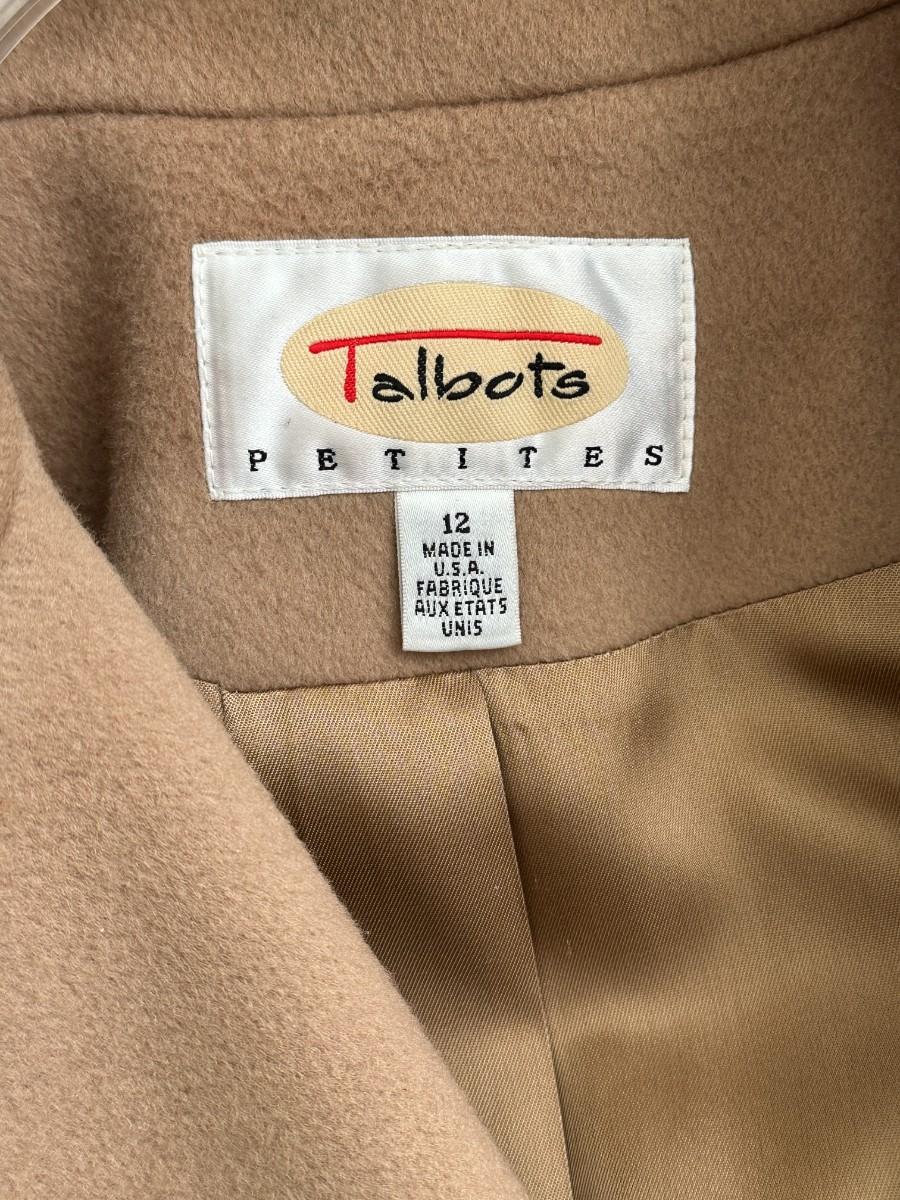 Talbots
PETITES
12
MADE IN
U.S.A.
FABRIQUE
AUX ETATS
UNIS